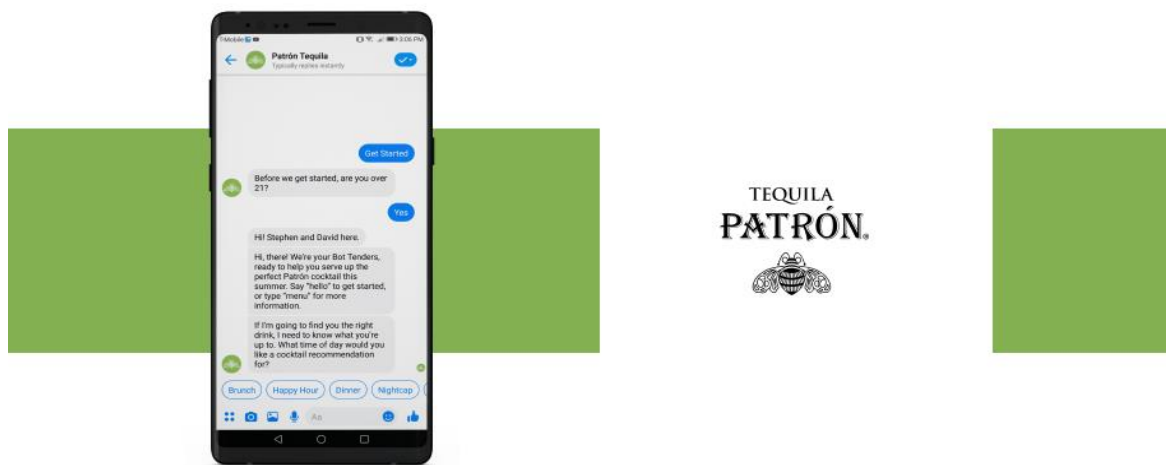 T-Mobile
3:06 PM
Patrón Tequila
Typically replies instantly
Get Started
Before we get started, are you over
21?
Yes
Hi! Stephen and David here.
Hi, there! We're your Bot Tenders,
ready to help you serve up the
perfect Patrón cocktail this
summer. Say "hello" to get started,
or type "menu" for more
information.
If I'm going to find you the right
drink, I need to know what you're
up to. What time of day would you
like a cocktail recommendation
for?
Brunch
Happy Hour
Dinner
Nightcap
Aa
TEQUILA
PATRÓN®